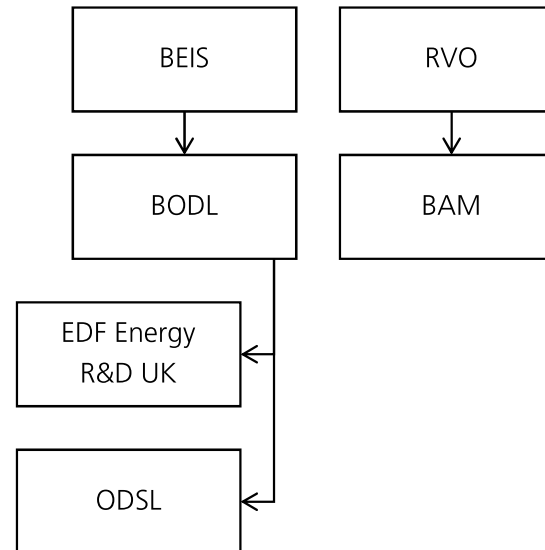 BEIS
RVO
BODL
BAM
EDF Energy
R&D UK
ODSL